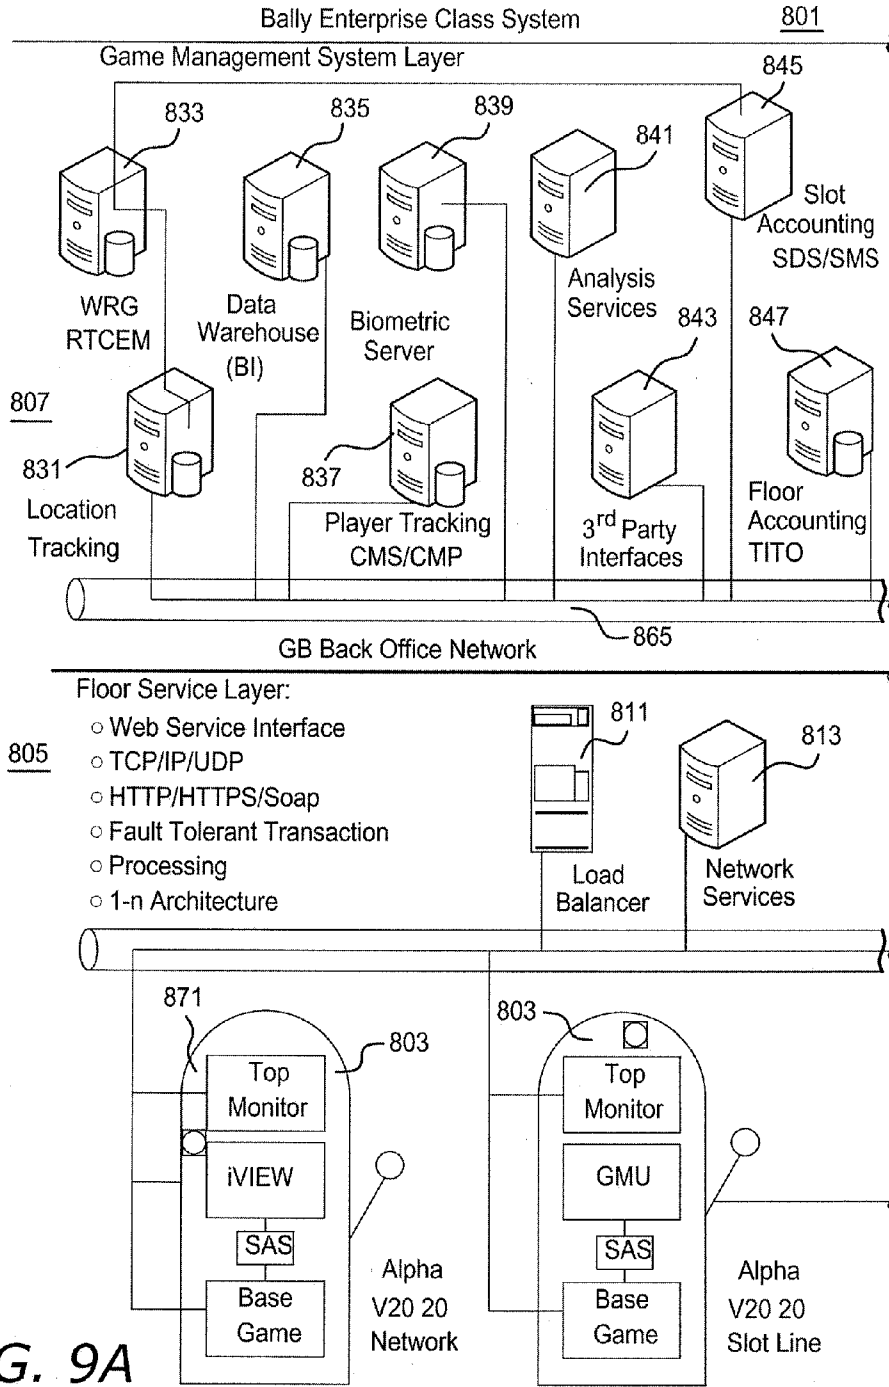 Bally Enterprise Class System 801
Game Management System Layer
833
835
839
841
845
WRG
RTCEM
Data
Warehouse
(BI)
Biometric
Server
Analysis
Services
Slot
Accounting
SDS/SMS
807
831
Location
Tracking
837
Player Tracking
CMS/CMP
843
3rd Party
Interfaces
847
Floor
Accounting
TITO
865
GB Back Office Network
805
Floor Service Layer:
○ Web Service Interface
○ TCP/IP/UDP
○ HTTP/HTTPS/Soap
○ Fault Tolerant Transaction
○ Processing
○ 1-n Architecture
811
Load
Balancer
813
Network
Services
871
803
Top
Monitor
iVIEW
SAS
Base
Game
Alpha
V20 20
Network
803
Top
Monitor
GMU
SAS
Base
Game
Alpha
V20 20
Slot Line
G. 9A